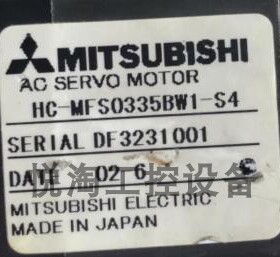 MITSUBISHI
AC SERVO MOTOR
HC-MFS0335BW1-S4
SERIAL DF3231001
悦淘工控设备
DATE 02-6
MITSUBISHI ELECTRIC
MADE IN JAPAN